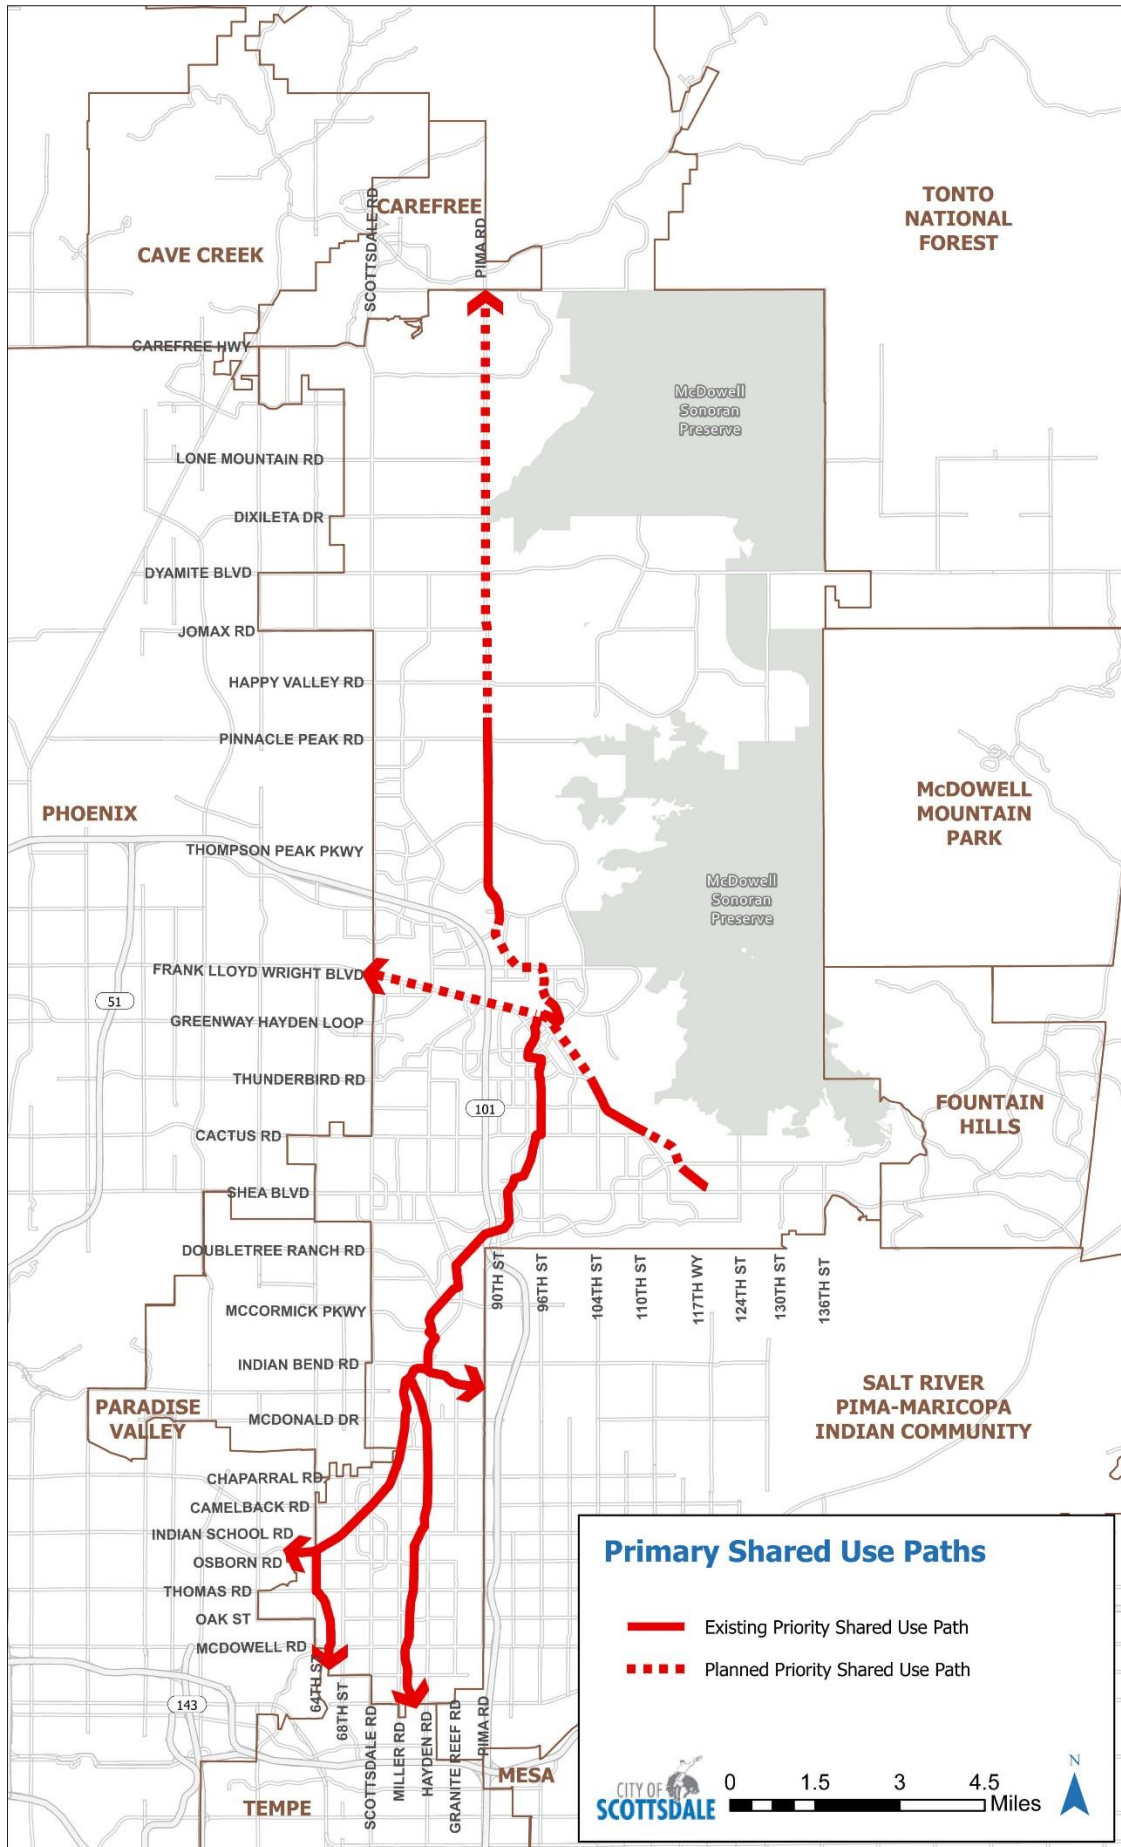 TONTO
NATIONAL
FOREST
CAREFREE
SCOTTSDALE RD
PIMA RD
CAVE CREEK
CAREFREE HWY
McDowell
Sonoran
Preserve
LONE MOUNTAIN RD
DIXILETA DR
DYAMITE BLVD
JOMAX RD
HAPPY VALLEY RD
PINNACLE PEAK RD
McDOWELL
MOUNTAIN
PARK
PHOENIX
THOMPSON PEAK PKWY
McDowell
Sonoran
Preserve
FRANK LLOYD WRIGHT BLVD
51
GREENWAY HAYDEN LOOP
THUNDERBIRD RD
101
FOUNTAIN
HILLS
CACTUS RD
SHEA BLVD
DOUBLETREE RANCH RD
90TH ST
96TH ST
104TH ST
110TH ST
117TH WY
124TH ST
130TH ST
136TH ST
MCCORMICK PKWY
INDIAN BEND RD
SALT RIVER
PIMA-MARICOPA
INDIAN COMMUNITY
PARADISE
VALLEY
MCDONALD DR
CHAPARRAL RD
CAMELBACK RD
INDIAN SCHOOL RD
OSBORN RD
THOMAS RD
OAK ST
MCDOWELL RD
143
64TH ST
68TH ST
SCOTTSDALE RD
MILLER RD
HAYDEN RD
GRANITE REEF RD
PIMA RD
MESA
TEMPE
Primary Shared Use Paths
Existing Priority Shared Use Path
Planned Priority Shared Use Path
CITY OF
SCOTTSDALE
0 1.5 3 4.5
Miles
N